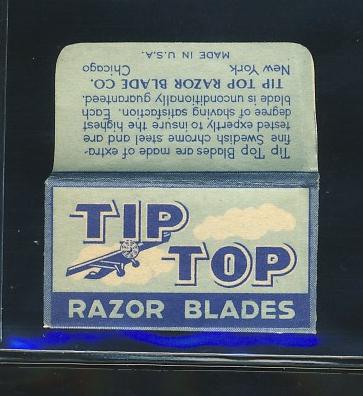 Tip Top Blades are made of extra-
fine Swedish chrome steel and are
tested expertly to insure the highest
degree of shaving satisfaction. Each
blade is unconditionally guaranteed.
TIP TOP RAZOR BLADE CO.
New York Chicago
MADE IN U.S.A.
TIP
TOP
RAZOR BLADES